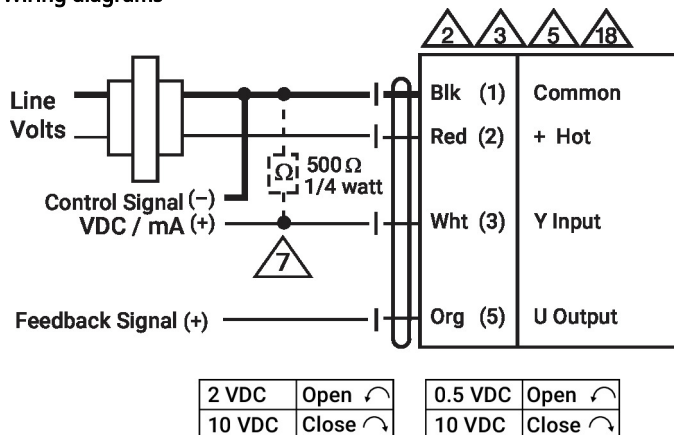 Wiring diagrams
2 3 5 18
Line
Volts
Blk (1) Common
Red (2) + Hot
Ω 500 Ω
1/4 watt
Control Signal (−)
VDC / mA (+)
Wht (3) Y Input
7
Feedback Signal (+)
Org (5) U Output
2 VDC Open
10 VDC Close
0.5 VDC Open
10 VDC Close